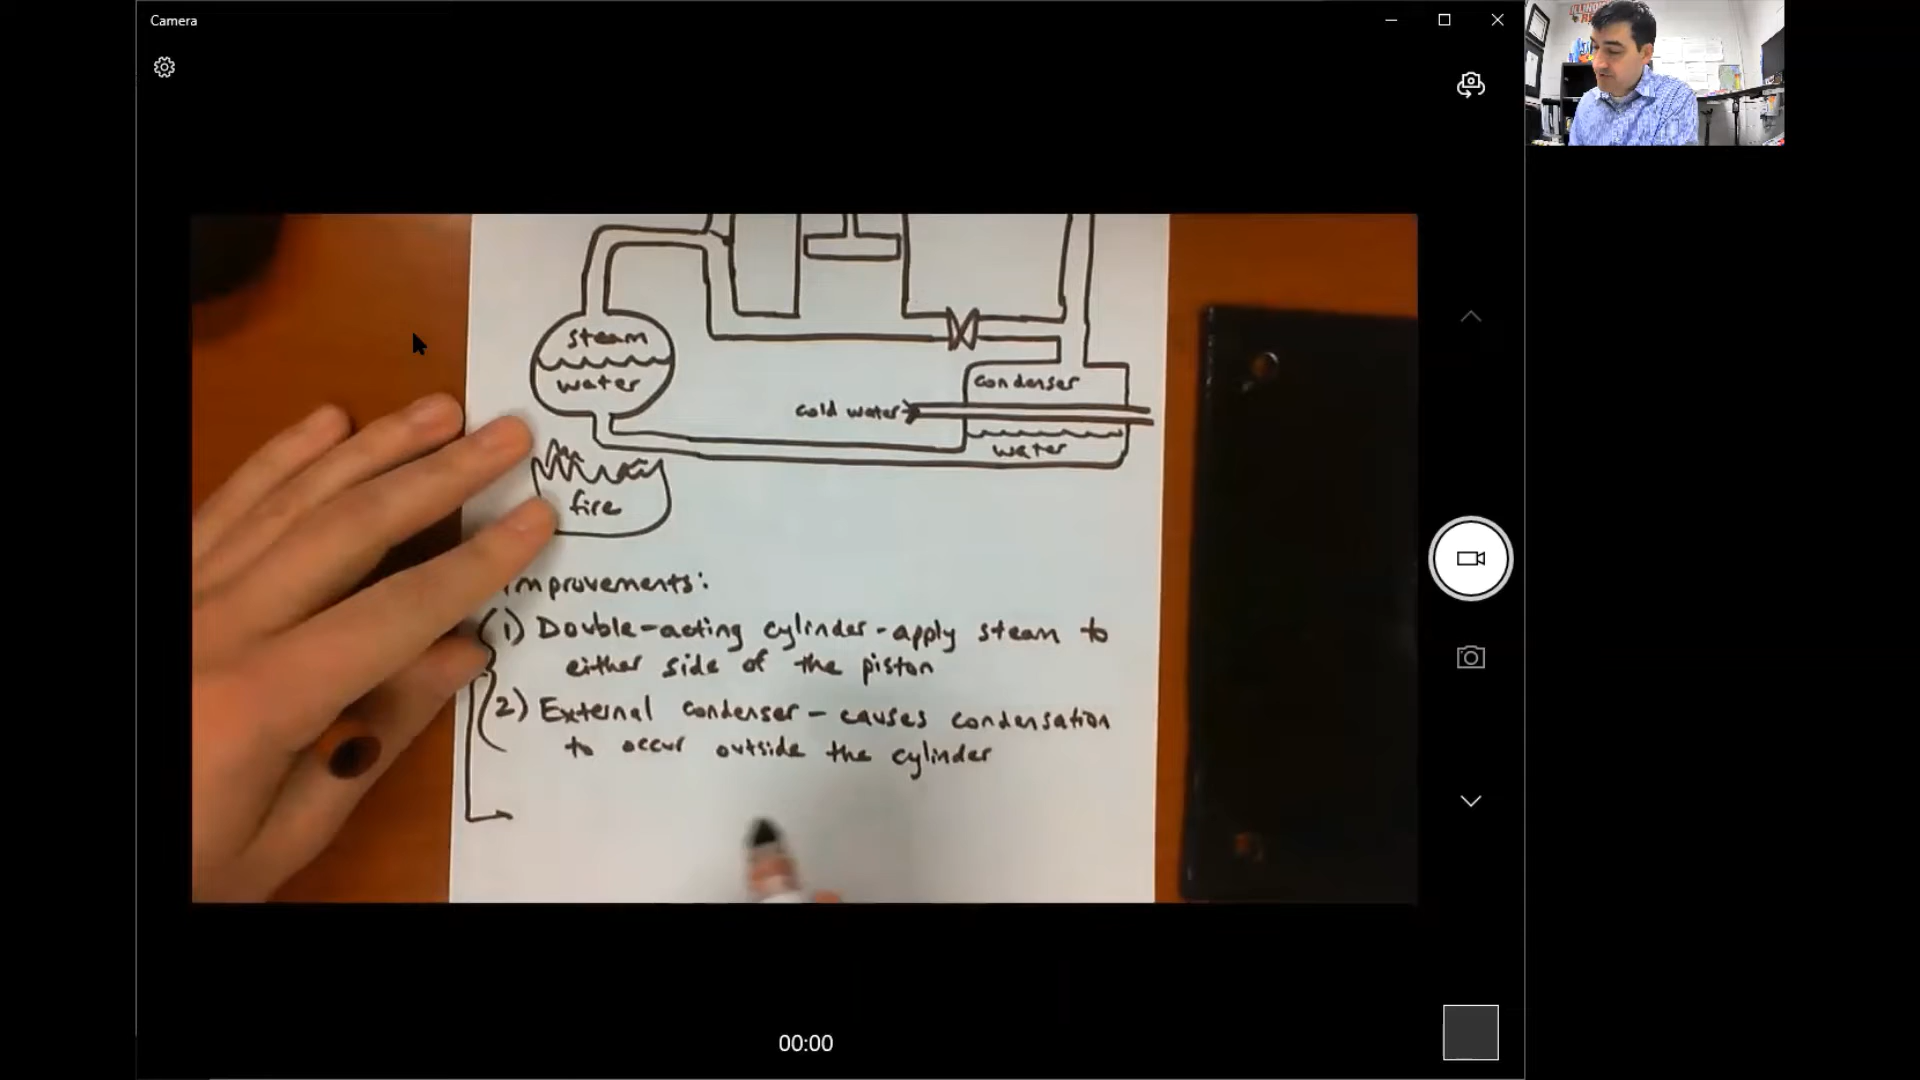 Camera
steam
water
condenser
cold water
water
fire
Improvements:
1) Double-acting cylinder - apply steam to
either side of the piston
2) External condenser - causes condensation
to occur outside the cylinder
00:00